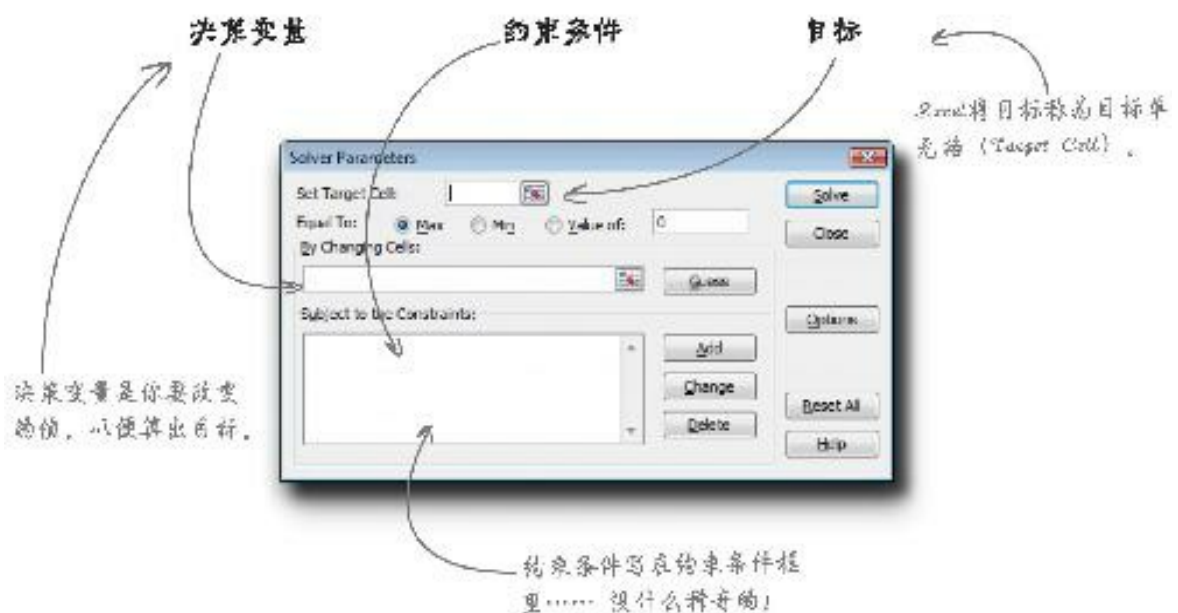 决策变量
约束条件
目标
Excel将目标称为目标单
元格（Target Cell）。
Solver Parameters
Set Target Cell:
Solve
Equal To: Max Min Value of: 0
Close
By Changing Cells:
Guess
Subject to the Constraints:
Options
Add
Change
Reset All
Delete
Help
决策变量是你要改变
的值，以便算出目标。
约束条件写在约束条件框
里……没什么稀奇的！